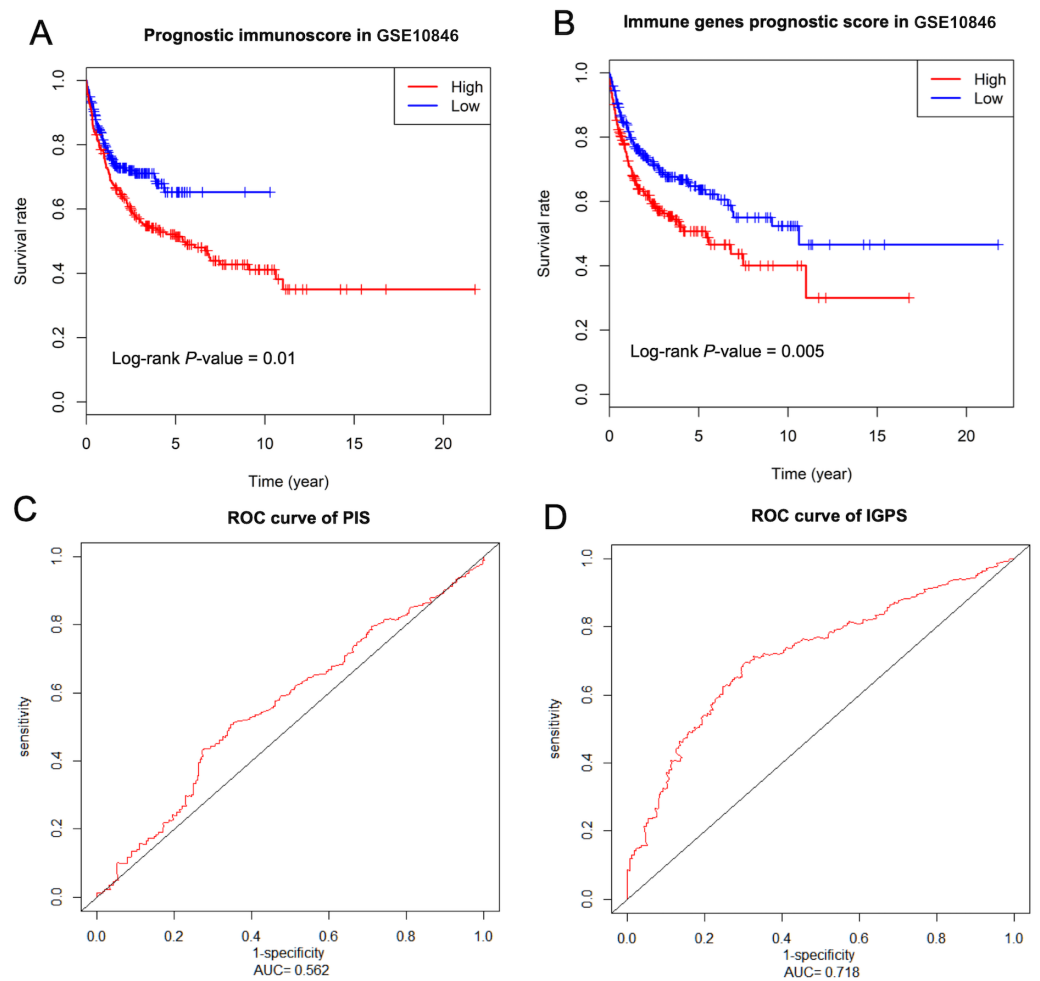 A
Prognostic immunoscore in GSE10846
High
Low
Survival rate
1.0
0.8
0.6
0.4
0.2
0.0
Log-rank P-value = 0.01
0 5 10 15 20
Time (year)
B
Immune genes prognostic score in GSE10846
High
Low
Survival rate
1.0
0.8
0.6
0.4
0.2
0.0
Log-rank P-value = 0.005
0 5 10 15 20
Time (year)
C
ROC curve of PIS
sensitivity
1.0
0.8
0.6
0.4
0.2
0.0
0.0 0.2 0.4 0.6 0.8 1.0
1-specificity
AUC= 0.562
D
ROC curve of IGPS
sensitivity
1.0
0.8
0.6
0.4
0.2
0.0
0.0 0.2 0.4 0.6 0.8 1.0
1-specificity
AUC= 0.718